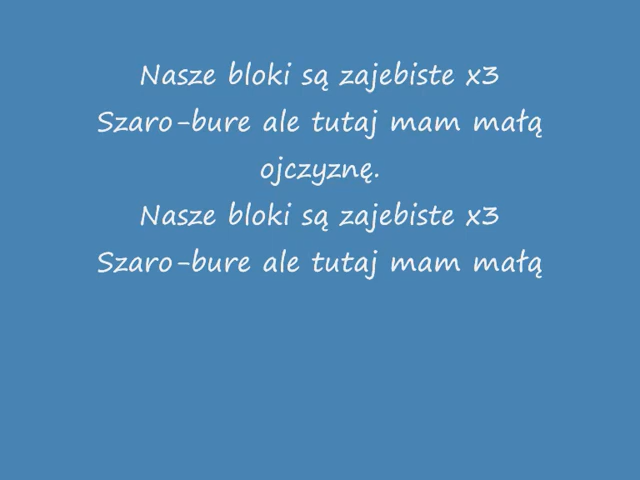 Nasze bloki są zajebiste x3
Szaro-bure ale tutaj mam małą
ojczyznę.
Nasze bloki są zajebiste x3
Szaro-bure ale tutaj mam małą